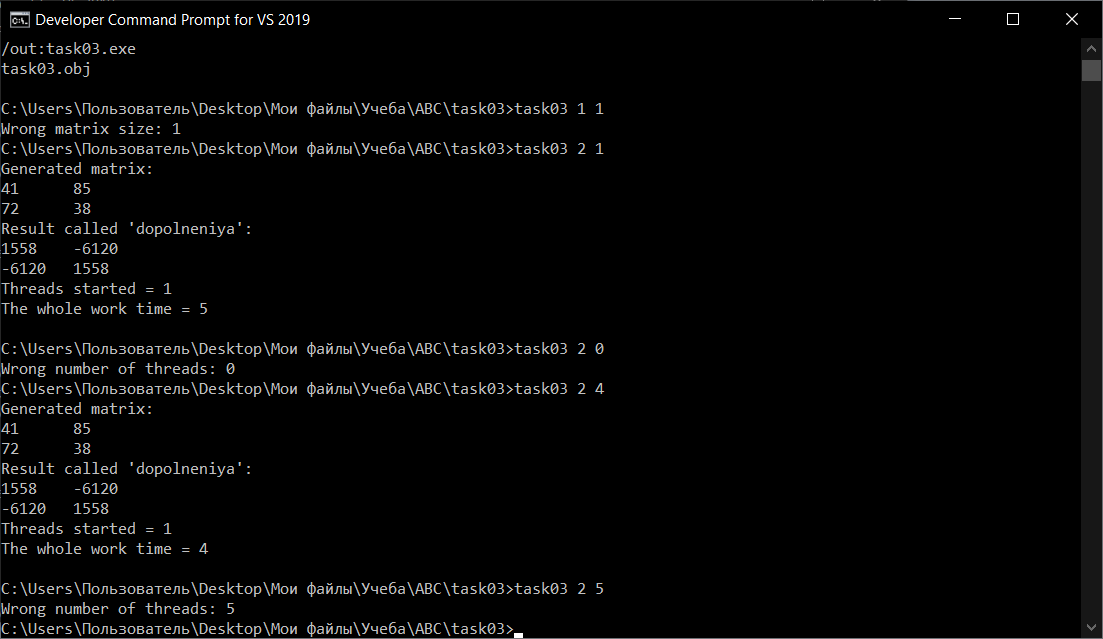 Developer Command Prompt for VS 2019
/out:task03.exe
task03.obj
C:\Users\Пользователь\Desktop\Мои файлы\Учеба\АВС\task03>task03 1 1
Wrong matrix size: 1
C:\Users\Пользователь\Desktop\Мои файлы\Учеба\АВС\task03>task03 2 1
Generated matrix:
41 85
72 38
Result called 'dopolneniya':
1558 -6120
-6120 1558
Threads started = 1
The whole work time = 5
C:\Users\Пользователь\Desktop\Мои файлы\Учеба\АВС\task03>task03 2 0
Wrong number of threads: 0
C:\Users\Пользователь\Desktop\Мои файлы\Учеба\АВС\task03>task03 2 4
Generated matrix:
41 85
72 38
Result called 'dopolneniya':
1558 -6120
-6120 1558
Threads started = 1
The whole work time = 4
C:\Users\Пользователь\Desktop\Мои файлы\Учеба\АВС\task03>task03 2 5
Wrong number of threads: 5
C:\Users\Пользователь\Desktop\Мои файлы\Учеба\АВС\task03>